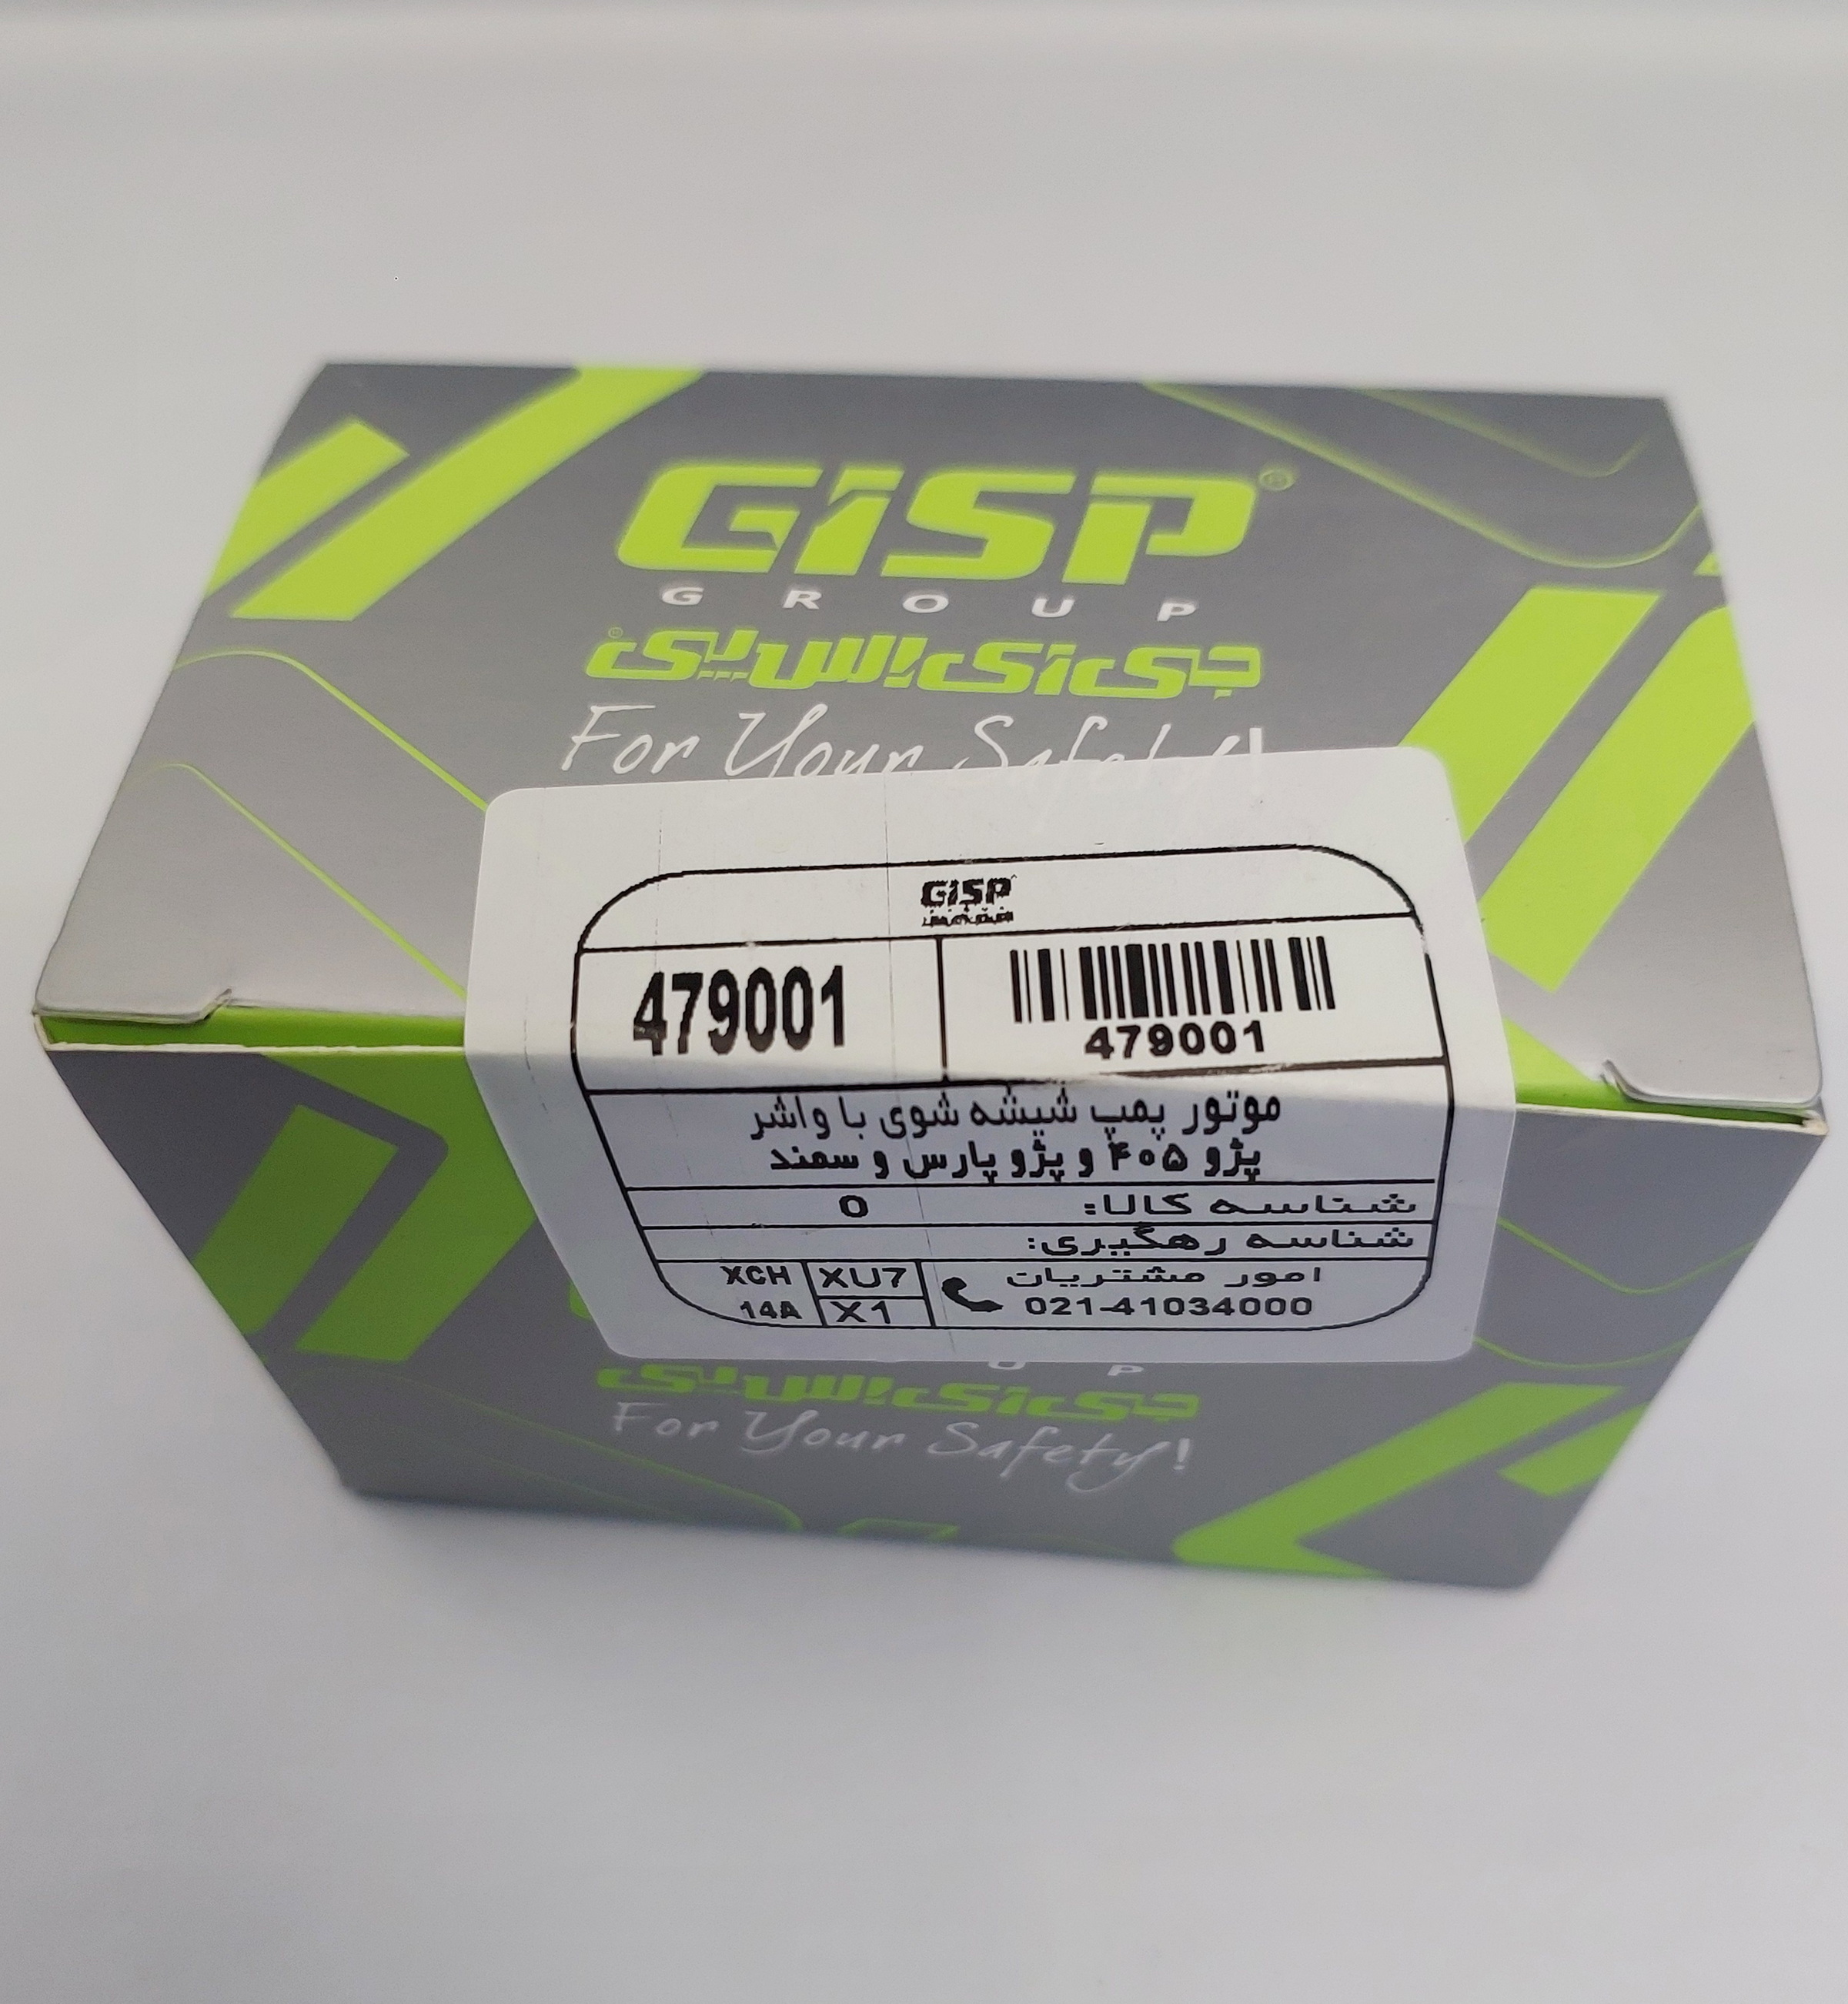 GISP®
GROUP
جی‌ای‌اس‌پی®
For Your Safety!
GISP
479001
479001
موتور پمپ شیشه شوی با واشر
پژو ۴۰۵ و پژو پارس و سمند
شناسه کالا: 0
شناسه رهگیری:
امور مشتریان
021-41034000
XU7
X1
XCH
14A
U P
جی‌ای‌اس‌پی
For Your Safety!